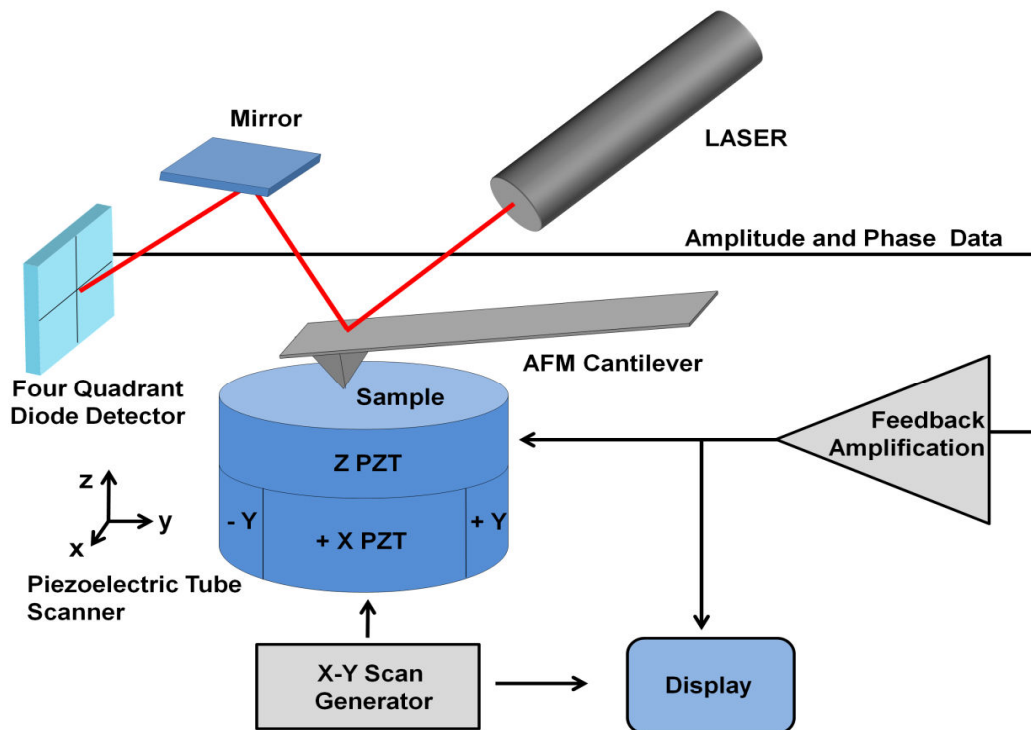 Mirror
LASER
Amplitude and Phase Data
AFM Cantilever
Four Quadrant
Diode Detector
Sample
Feedback
Amplification
Z PZT
- Y
+ X PZT
+ Y
z
y
x
Piezoelectric Tube
Scanner
X-Y Scan
Generator
Display